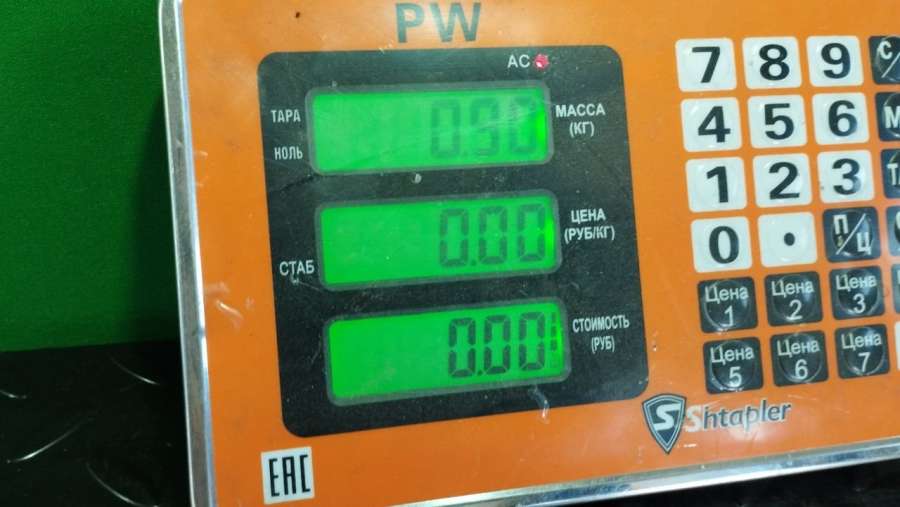 PW
AC
ТАРА
НОЛЬ
0.30
МАССА
(КГ)
СТАБ
0.00
ЦЕНА
(РУБ/КГ)
0.00
СТОИМОСТЬ
(РУБ)
7 8 9
4 5 6
1 2 3
0 . П/Ц
Цена 1 Цена 2 Цена 3
Цена 5 Цена 6 Цена 7
S Shtapler
EAC